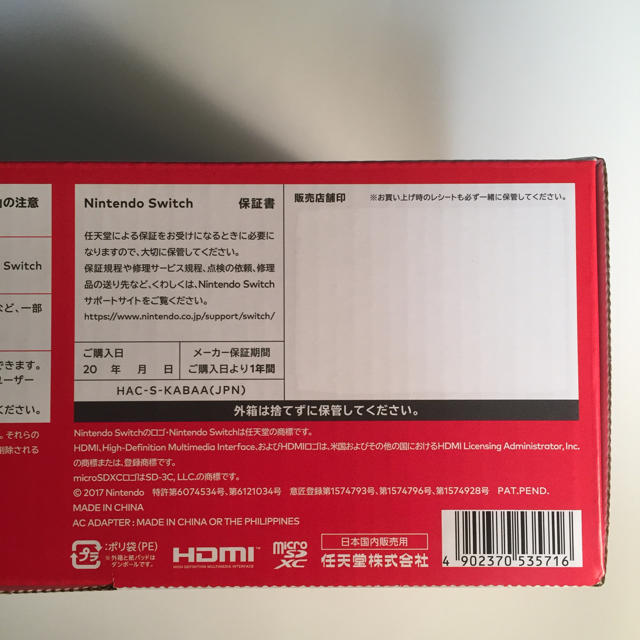 の注意
Switch
など、一部
できます。
ユーザー
ください。
。それらの
削除される
Nintendo Switch 保証書
任天堂による保証をお受けになるときに必要に
なりますので、大切に保管してください。
保証規程や修理サービス規程、点検の依頼、修理
品の送り先など、くわしくは、Nintendo Switch
サポートサイトをご覧ください。
https://www.nintendo.co.jp/support/switch/
ご購入日 メーカー保証期間
20 年 月 日 ご購入日より1年間
HAC-S-KABAA(JPN)
販売店舗印 ※お買い上げ時のレシートも必ず一緒に保管してください。
外箱は捨てずに保管してください。
Nintendo Switchのロゴ・Nintendo Switchは任天堂の商標です。
HDMI、High-Definition Multimedia Interface、およびHDMIロゴは、米国およびその他の国におけるHDMI Licensing Administrator, Inc.
の商標または、登録商標です。
microSDXCロゴはSD-3C, LLC.の商標です。
© 2017 Nintendo 特許第6074534号、第6121034号 意匠登録第1574793号、第1574796号、第1574928号 PAT.PEND.
MADE IN CHINA
AC ADAPTER : MADE IN CHINA OR THE PHILIPPINES
プラ
:ポリ袋(PE)
※外箱と紙パッドは
ダンボールです。
HDMI™
HIGH-DEFINITION MULTIMEDIA INTERFACE
micro SD XC
日本国内販売用
任天堂株式会社
4 902370 535716